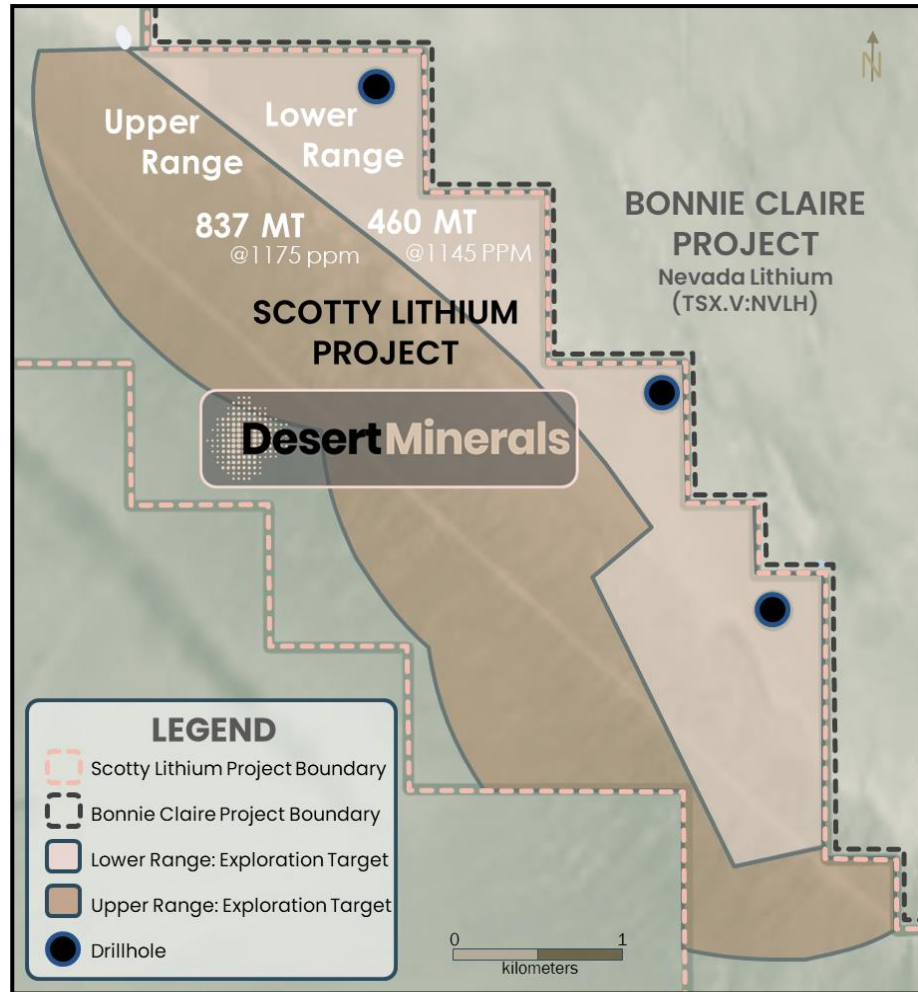 N
Upper
Range
Lower
Range
837 MT
@1175 ppm
460 MT
@1145 PPM
BONNIE CLAIRE
PROJECT
Nevada Lithium
(TSX.V:NVLH)
SCOTTY LITHIUM
PROJECT
DesertMinerals
LEGEND
Scotty Lithium Project Boundary
Bonnie Claire Project Boundary
Lower Range: Exploration Target
Upper Range: Exploration Target
Drillhole
0 1
kilometers